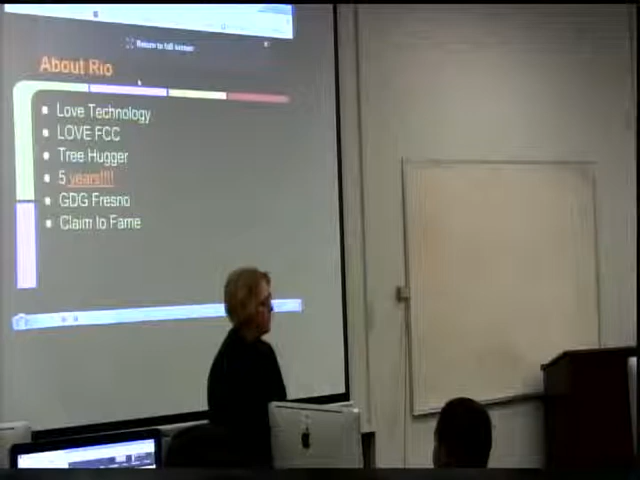 Return to full screen
About Rio
Love Technology
LOVE FCC
Tree Hugger
5 years!!!!
GDG Fresno
Claim to Fame